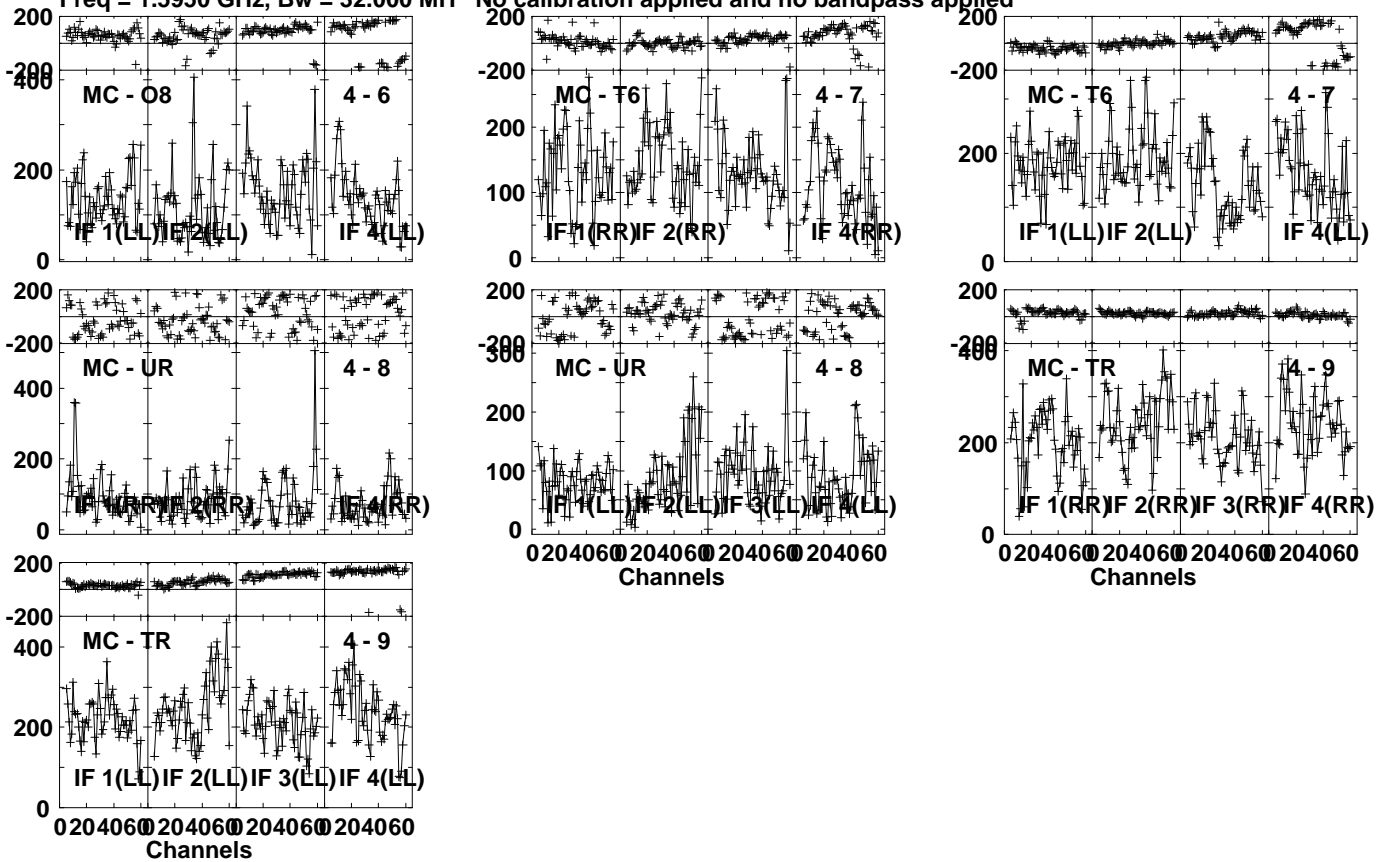 Freq = 1.5950 GHz, Bw = 32.000 MH No calibration applied and no bandpass applied
200
-200
400
200
0
MC - O8
4 - 6
IF 1(LL)
IF 2(LL)
IF 4(LL)
200
-200
200
100
0
MC - T6
4 - 7
IF 1(RR)
IF 2(RR)
IF 4(RR)
200
-200
200
0
MC - T6
4 - 7
IF 1(LL)
IF 2(LL)
IF 4(LL)
200
-200
400
200
0
MC - UR
4 - 8
IF 1(RR)
IF 2(RR)
IF 4(RR)
200
-200
300
200
100
0
MC - UR
4 - 8
IF 1(LL)
IF 2(LL)
IF 3(LL)
IF 4(LL)
0 20 40 60 0 20 40 60 0 20 40 60 0 20 40 60
Channels
200
-200
400
200
0
MC - TR
4 - 9
IF 1(RR)
IF 2(RR)
IF 3(RR)
IF 4(RR)
0 20 40 60 0 20 40 60 0 20 40 60 0 20 40 60
Channels
200
-200
400
200
0
MC - TR
4 - 9
IF 1(LL)
IF 2(LL)
IF 3(LL)
IF 4(LL)
0 20 40 60 0 20 40 60 0 20 40 60 0 20 40 60
Channels